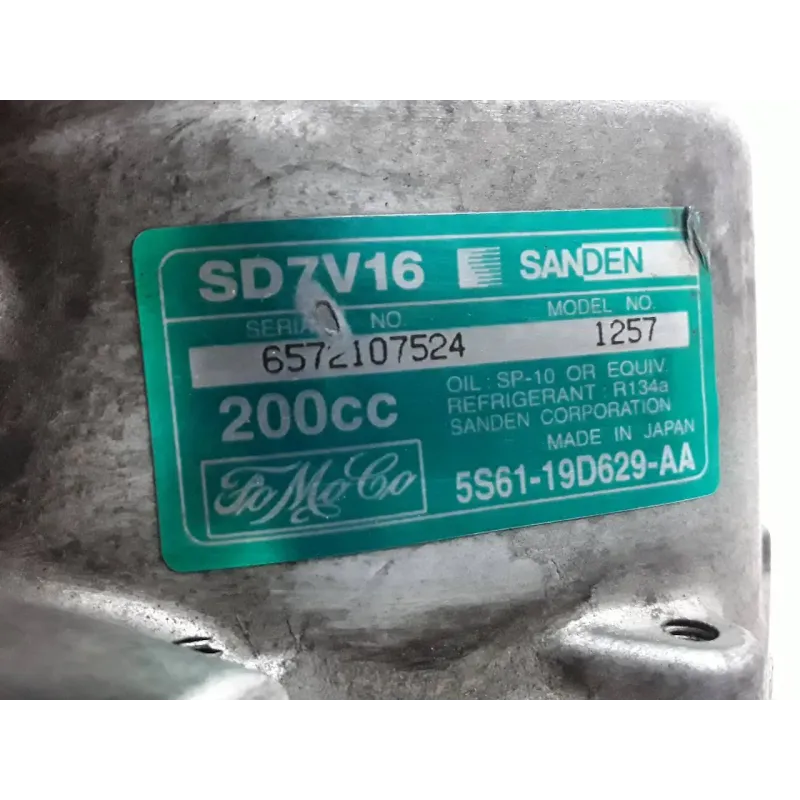 SD7V16 SANDEN
SERIAL NO. MODEL NO.
6572107524 1257
200cc
OIL : SP-10 OR EQUIV.
REFRIGERANT : R134a
SANDEN CORPORATION
MADE IN JAPAN
FoMoCo
5S61-19D629-AA